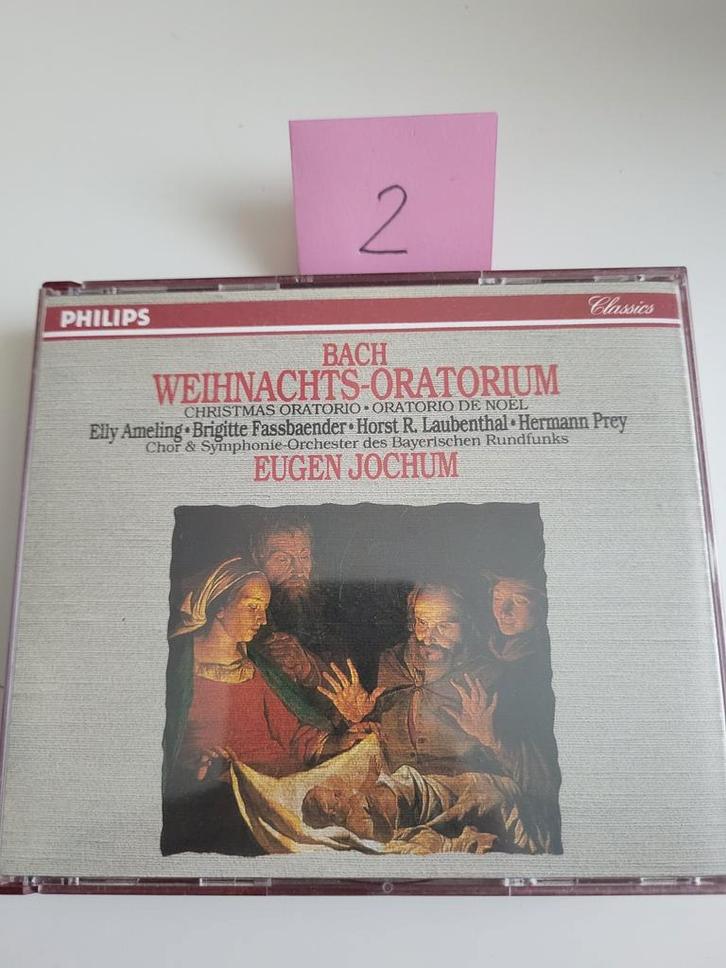 2
PHILIPS Classics
BACH
WEIHNACHTS-ORATORIUM
CHRISTMAS ORATORIO • ORATORIO DE NOËL
Elly Ameling • Brigitte Fassbaender • Horst R. Laubenthal • Hermann Prey
Chor & Symphonie-Orchester des Bayerischen Rundfunks
EUGEN JOCHUM